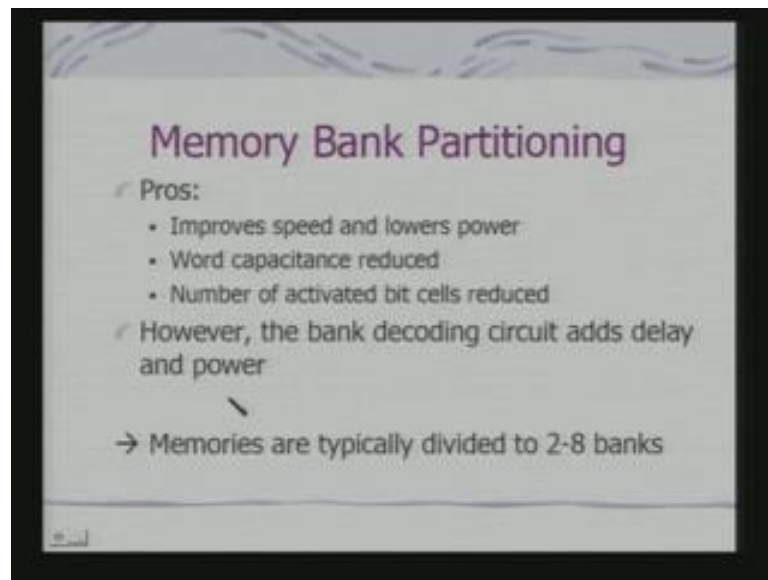 Memory Bank Partitioning
Pros:
• Improves speed and lowers power
• Word capacitance reduced
• Number of activated bit cells reduced
However, the bank decoding circuit adds delay
and power
→ Memories are typically divided to 2-8 banks